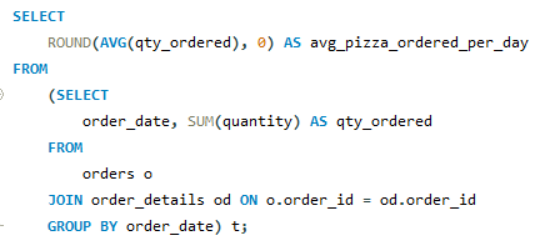 SELECT
ROUND(AVG(qty_ordered), 0) AS avg_pizza_ordered_per_day
FROM
(SELECT
order_date, SUM(quantity) AS qty_ordered
FROM
orders o
JOIN order_details od ON o.order_id = od.order_id
GROUP BY order_date) t;